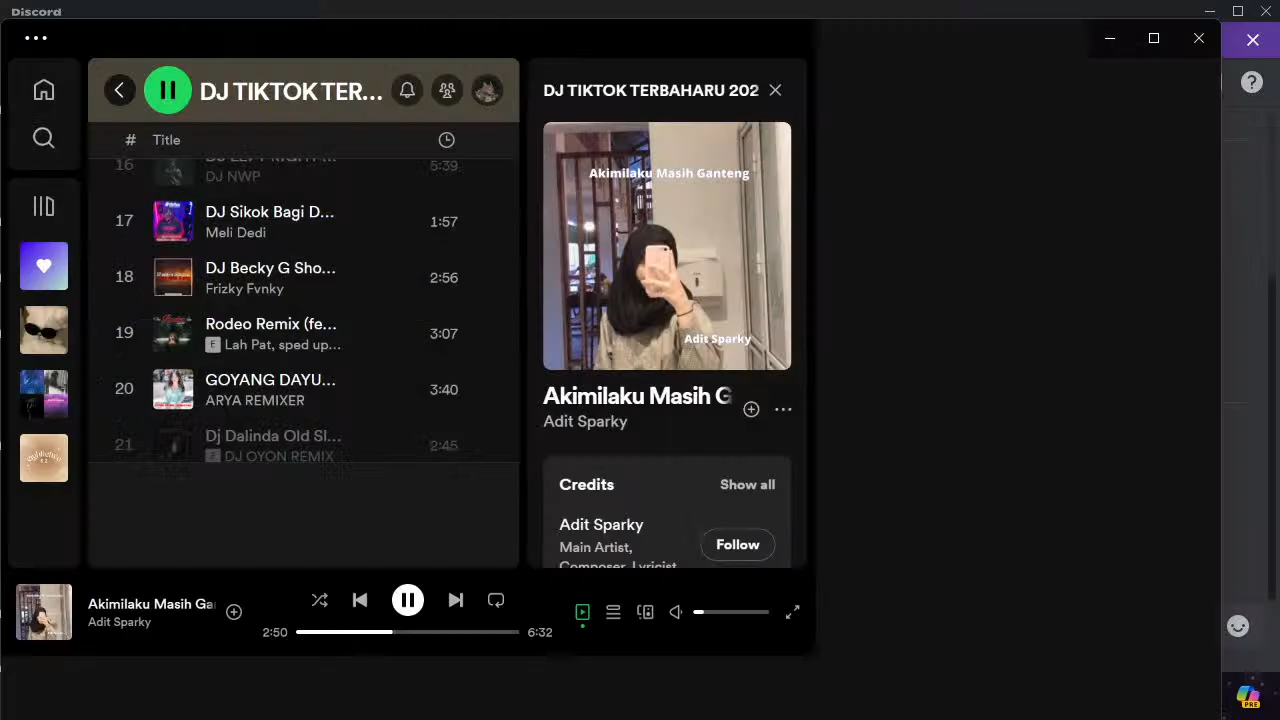 Discord
DJ TIKTOK TER...
# Title
16
5:39
DJ NWP
17
DJ Sikok Bagi D...
Meli Dedi
1:57
18
DJ Becky G Sho...
Frizky Fvnky
2:56
19
Rodeo Remix (fe...
E Lah Pat, sped up...
3:07
20
GOYANG DAYU...
ARYA REMIXER
3:40
21
Dj Dalinda Old Sl...
E DJ OYON REMIX
2:45
DJ TIKTOK TERBAHARU 202
Akimilaku Masih Ganteng
Adit Sparky
Akimilaku Masih G
Adit Sparky
Credits
Show all
Adit Sparky
Main Artist,
Composer, Lyricist
Follow
Akimilaku Masih Ga
Adit Sparky
2:50
6:32
PRE